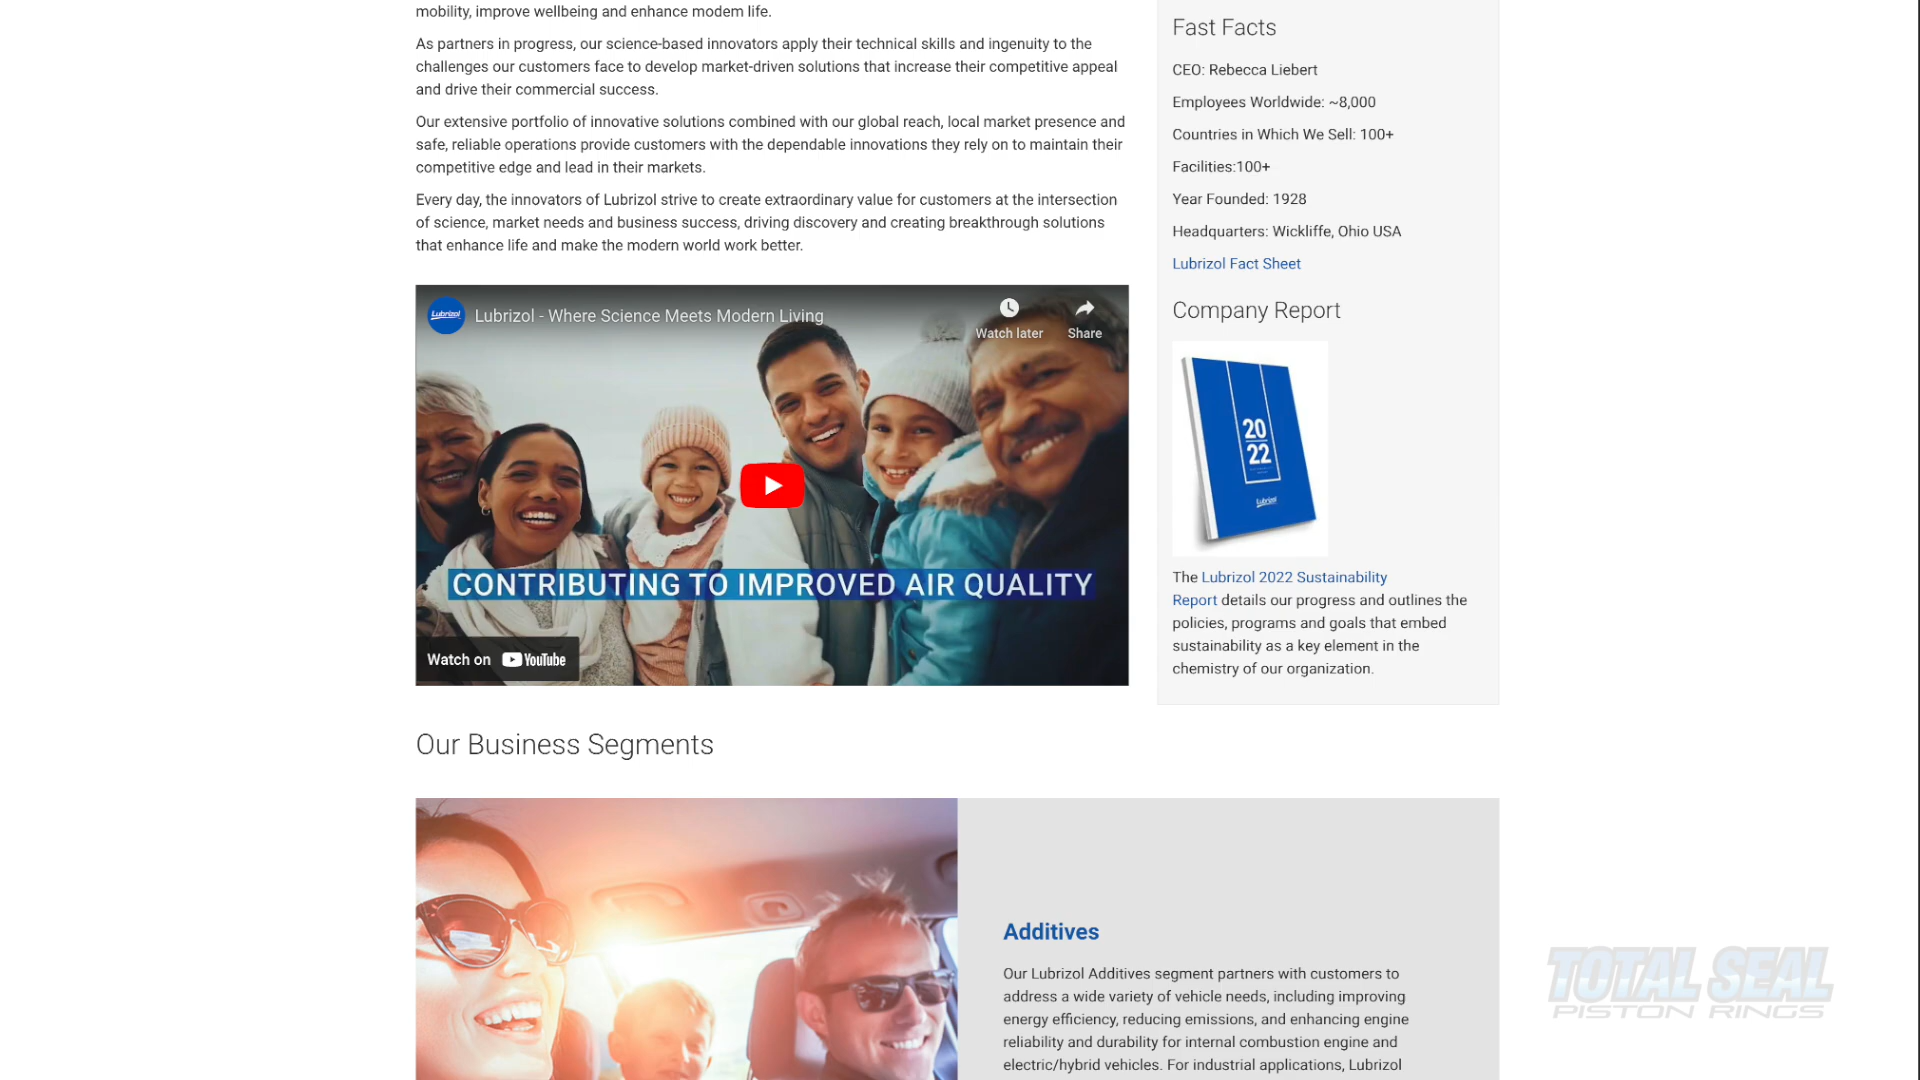 mobility, improve wellbeing and enhance modem life.
As partners in progress, our science-based innovators apply their technical skills and ingenuity to the
challenges our customers face to develop market-driven solutions that increase their competitive appeal
and drive their commercial success.
Our extensive portfolio of innovative solutions combined with our global reach, local market presence and
safe, reliable operations provide customers with the dependable innovations they rely on to maintain their
competitive edge and lead in their markets.
Every day, the innovators of Lubrizol strive to create extraordinary value for customers at the intersection
of science, market needs and business success, driving discovery and creating breakthrough solutions
that enhance life and make the modern world work better.
Lubrizol
Lubrizol - Where Science Meets Modern Living
Watch later
Share
CONTRIBUTING TO IMPROVED AIR QUALITY
Watch on YouTube
Fast Facts
CEO: Rebecca Liebert
Employees Worldwide: ~8,000
Countries in Which We Sell: 100+
Facilities:100+
Year Founded: 1928
Headquarters: Wickliffe, Ohio USA
Lubrizol Fact Sheet
Company Report
20
22
Lubrizol
The Lubrizol 2022 Sustainability
Report details our progress and outlines the
policies, programs and goals that embed
sustainability as a key element in the
chemistry of our organization.
Our Business Segments
Additives
Our Lubrizol Additives segment partners with customers to
address a wide variety of vehicle needs, including improving
energy efficiency, reducing emissions, and enhancing engine
reliability and durability for internal combustion engine and
electric/hybrid vehicles. For industrial applications, Lubrizol
TOTAL SEAL
PISTON RINGS